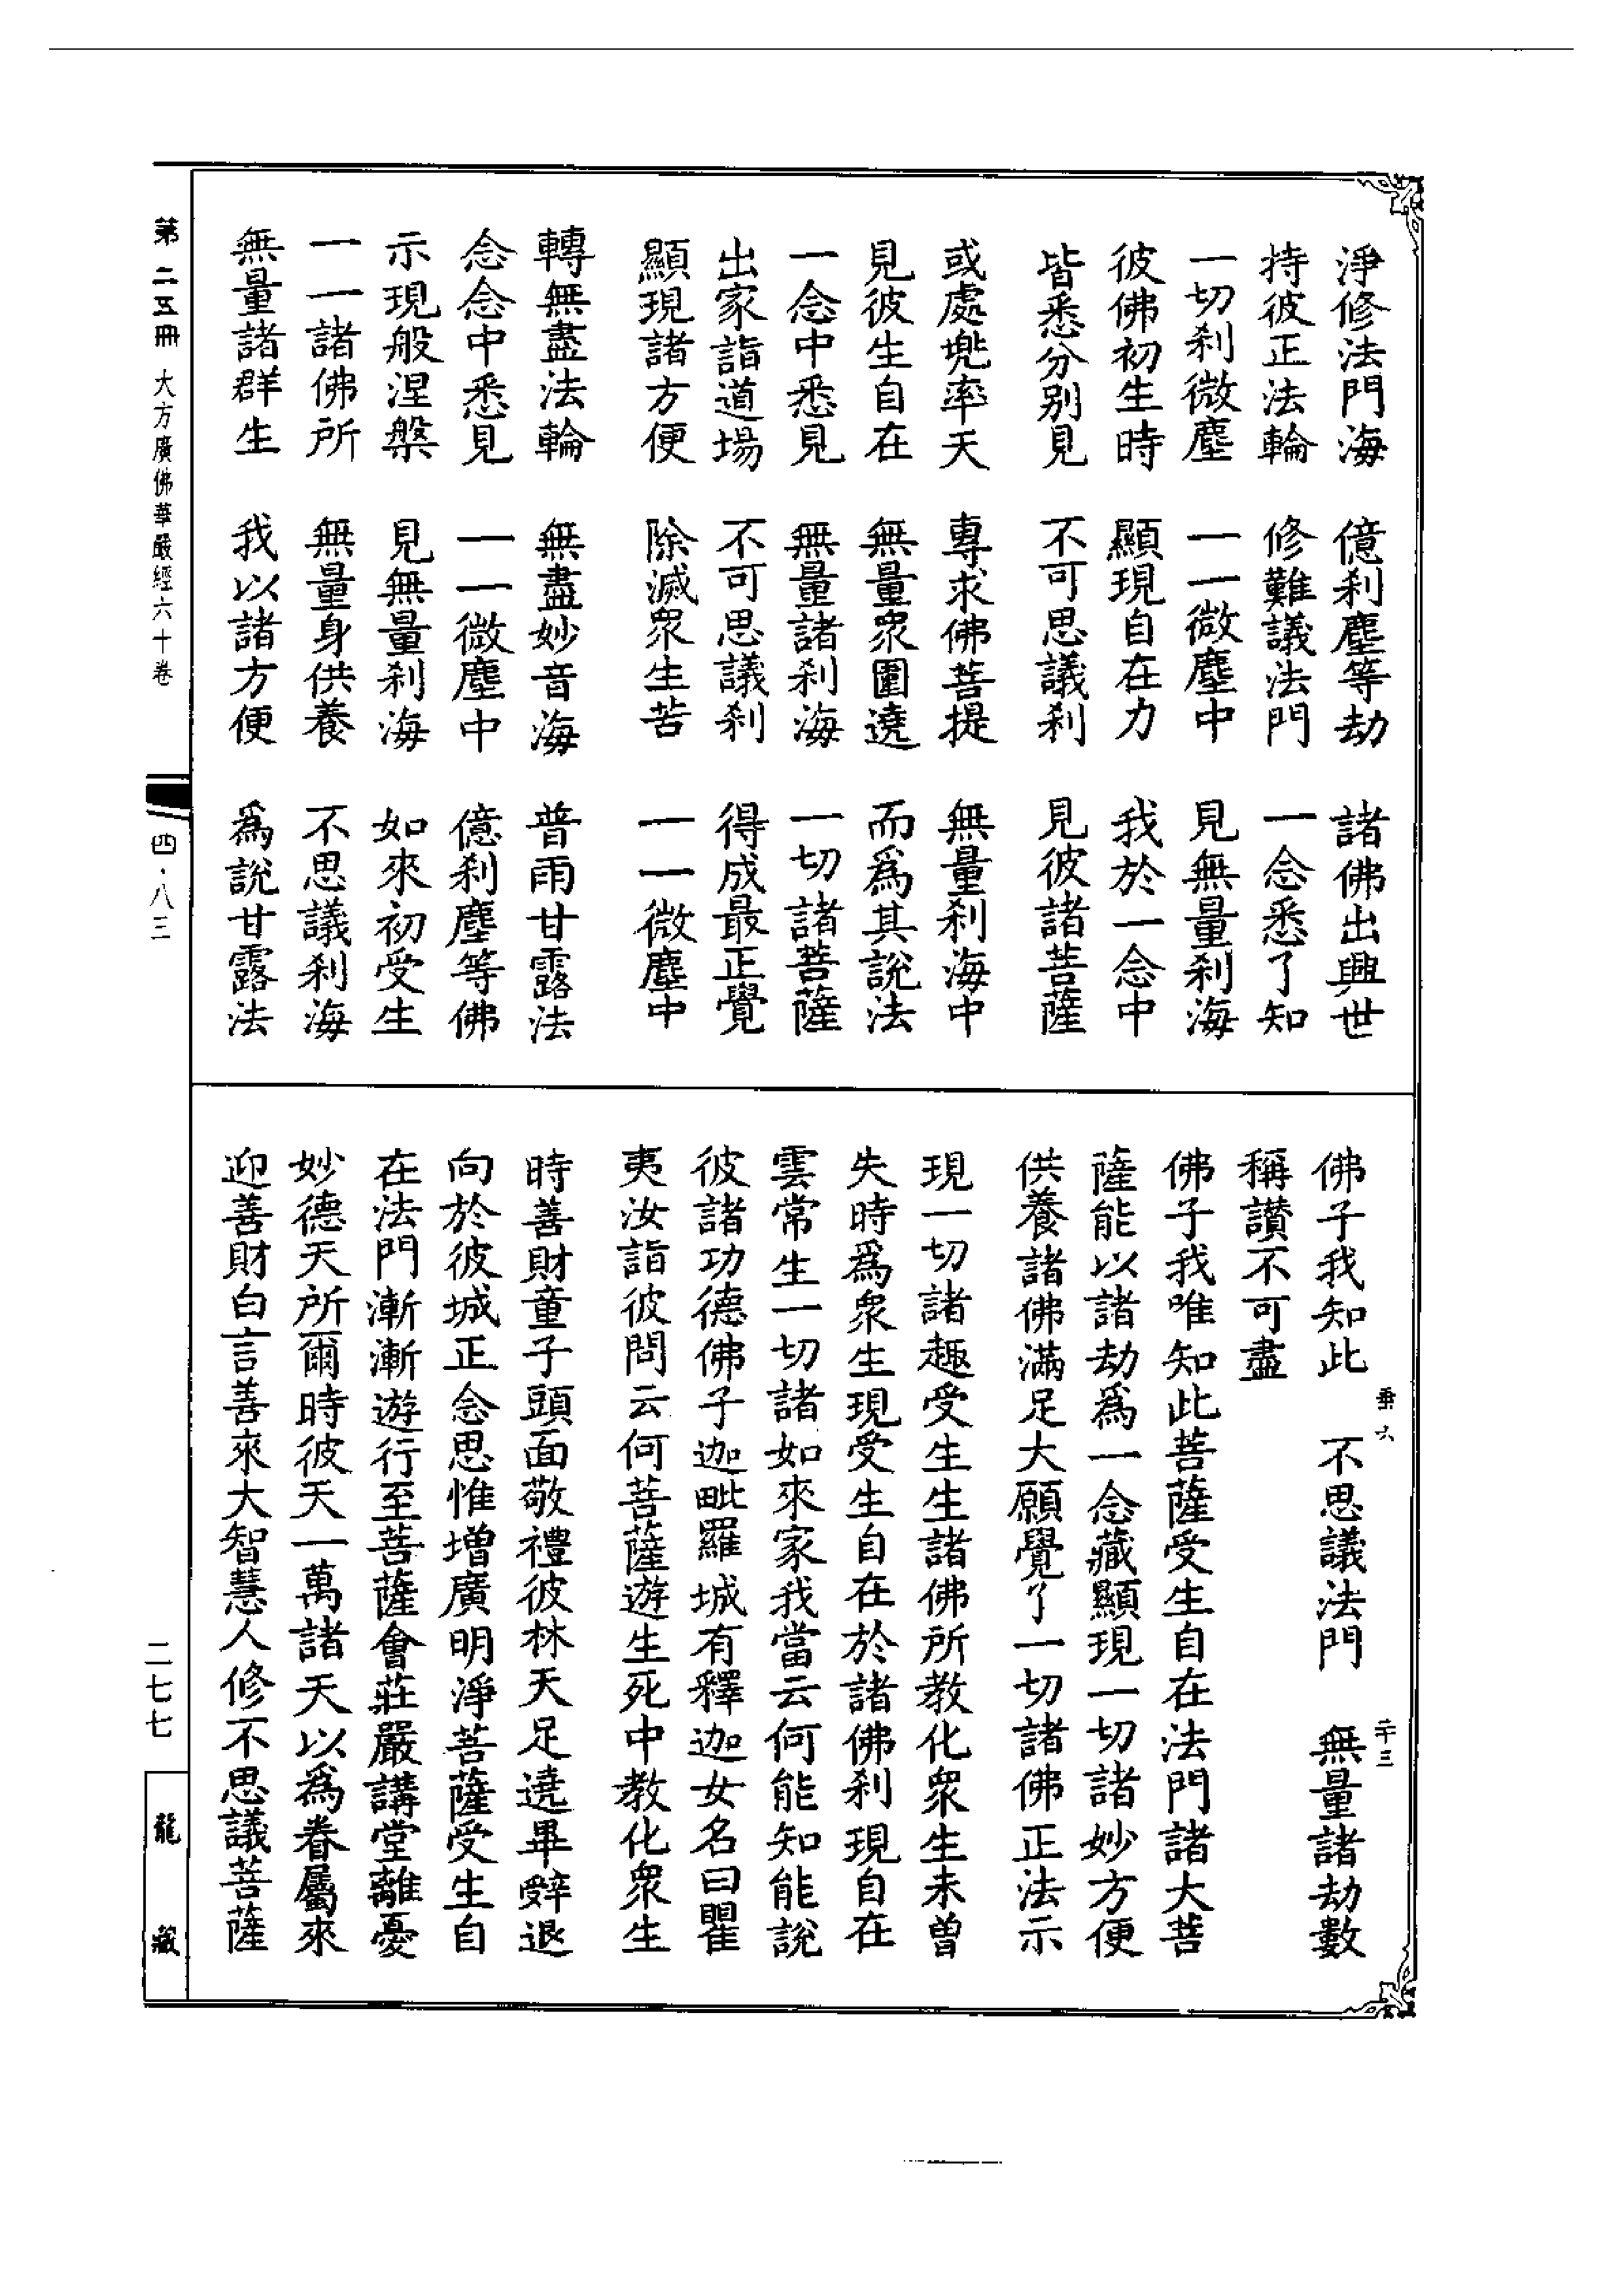 淨修法門海　億刹塵等劫　諸佛出興世
持彼正法輪　修難議法門　一念悉了知
一切刹微塵　一一微塵中　見無量刹海
彼佛初生時　顯現自在力　我於一念中
皆悉分別見　不可思議刹　見彼諸菩薩
或處兜率天　專求佛菩提　無量刹海中
見彼生自在　無量衆圍遶　而爲其說法
一念中悉見　無量諸刹海　一切諸菩薩
出家詣道場　不可思議刹　得成最正覺
顯現諸方便　除滅衆生苦　一一微塵中
轉無盡法輪　無盡妙音海　普雨甘露法
念念中悉見　一一微塵中　億刹塵等佛
示現般涅槃　見無量刹海　如來初受生
一一諸佛所　無量身供養　不思議刹海
無量諸群生　我以諸方便　爲說甘露法
佛子我知此　不思議法門　無量諸劫數
稱讚不可盡
佛子我唯知此菩薩受生自在法門諸大菩
薩能以諸劫爲一念藏顯現一切諸妙方便
供養諸佛滿足大願覺了一切諸佛正法示
現一切諸趣受生生諸佛所教化衆生未曾
失時爲衆生現受生自在於諸佛刹現自在
雲常生一切諸如來家我當云何能知能說
彼諸功德佛子迦毗羅城有釋迦女名曰瞿
夷汝詣彼問云何菩薩遊生死中教化衆生
時善財童子頭面敬禮彼林天足遶畢辭退
向於彼城正念思惟增廣明淨菩薩受生自
在法門漸漸遊行至菩薩會莊嚴講堂離憂
妙德天所爾時彼天一萬諸天以爲眷屬來
迎善財白言善來大智慧人修不思議菩薩
垂六
二十三
第二五冊　大方廣佛華嚴經六十卷
四·八三
二七七
龍藏